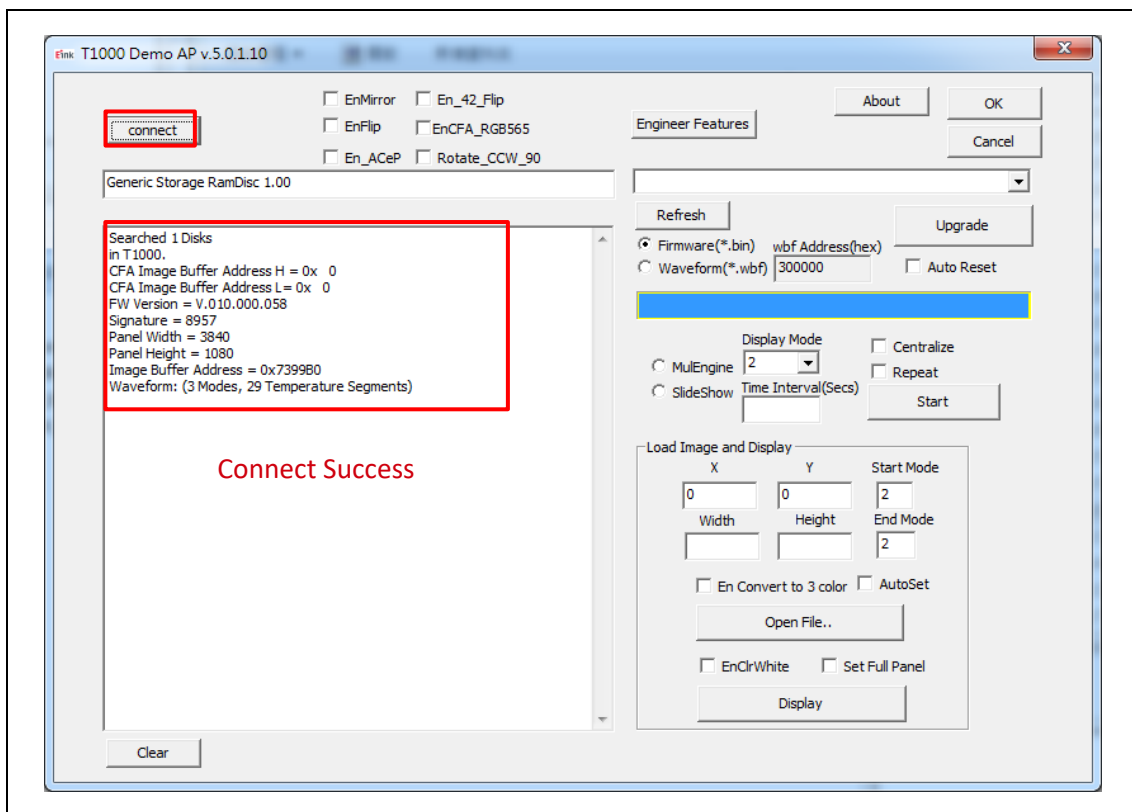 Eink T1000 Demo AP v.5.0.1.10
connect
EnMirror
En_42_Flip
EnFlip
EnCFA_RGB565
En_ACeP
Rotate_CCW_90
Engineer Features
About
OK
Cancel
Generic Storage RamDisc 1.00
Searched 1 Disks
in T1000.
CFA Image Buffer Address H = 0x   0
CFA Image Buffer Address L= 0x   0
FW Version = V.010.000.058
Signature = 8957
Panel Width = 3840
Panel Height = 1080
Image Buffer Address = 0x7399B0
Waveform: (3 Modes, 29 Temperature Segments)
Connect Success
Clear
Refresh
Upgrade
Firmware(*.bin)
wbf Address(hex)
Waveform(*.wbf)
300000
Auto Reset
Display Mode
MulEngine
2
Centralize
Repeat
SlideShow
Time Interval(Secs)
Start
Load Image and Display
X
Y
Start Mode
0
0
2
Width
Height
End Mode
2
En Convert to 3 color
AutoSet
Open File..
EnClrWhite
Set Full Panel
Display